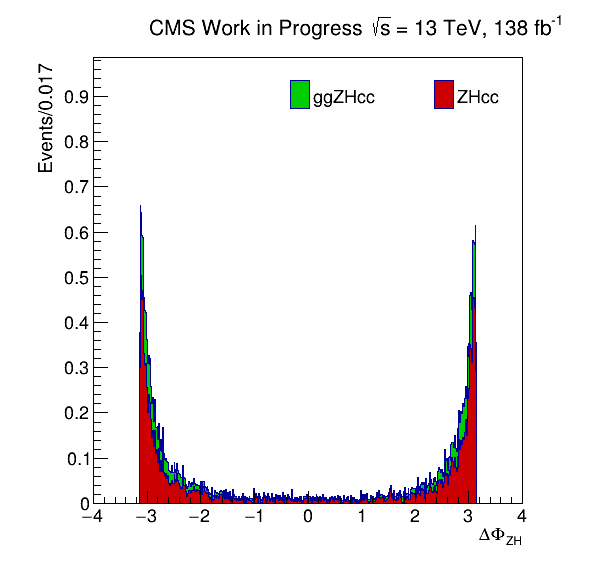 CMS Work in Progress √s = 13 TeV, 138 fb⁻¹
Events/0.017
ggZHcc ZHcc
0.9
0.8
0.7
0.6
0.5
0.4
0.3
0.2
0.1
0
−4 −3 −2 −1 0 1 2 3 4
ΔΦ_ZH